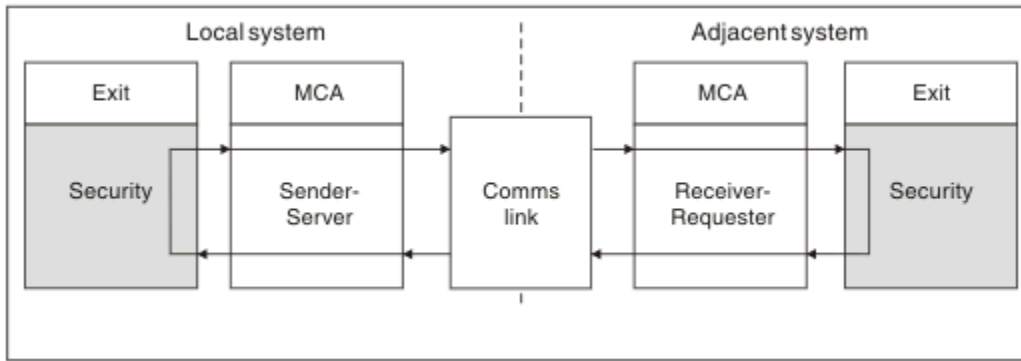 Local system
Adjacent system
Exit
MCA
MCA
Exit
Security
Sender-
Server
Comms
link
Receiver-
Requester
Security